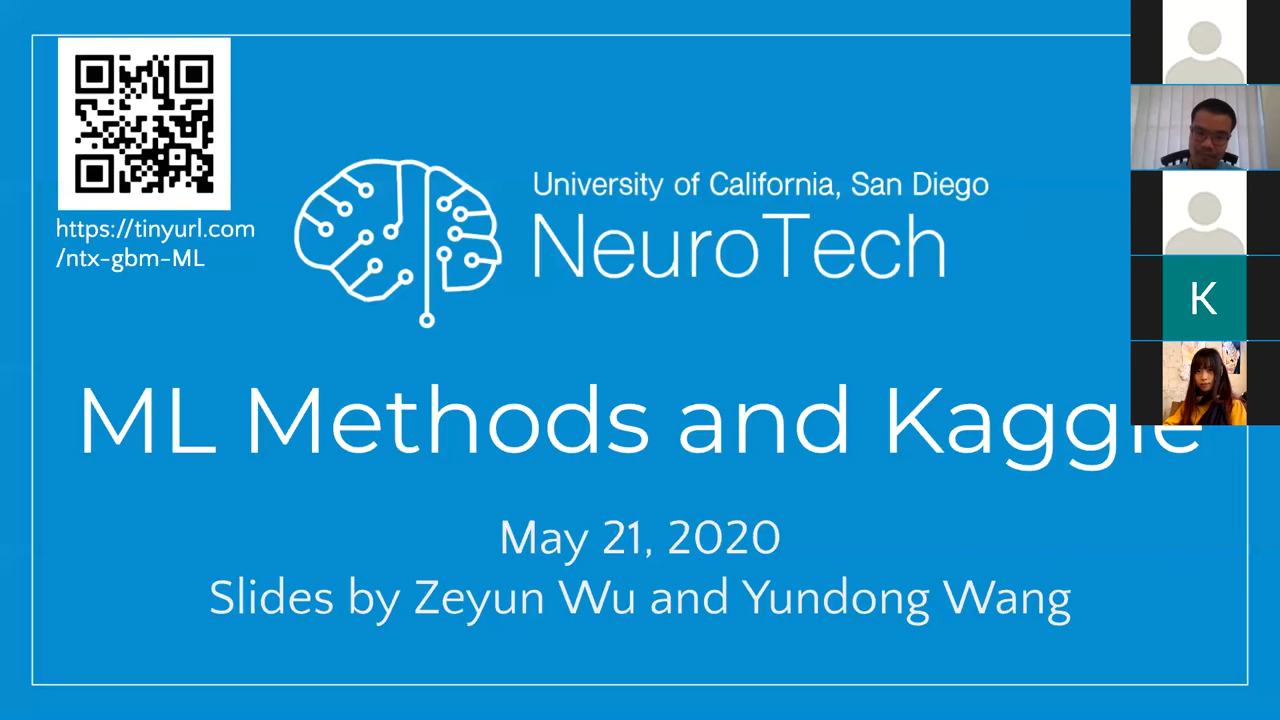 https://tinyurl.com
/ntx-gbm-ML
University of California, San Diego
NeuroTech
ML Methods and Kaggle
May 21, 2020
Slides by Zeyun Wu and Yundong Wang
K